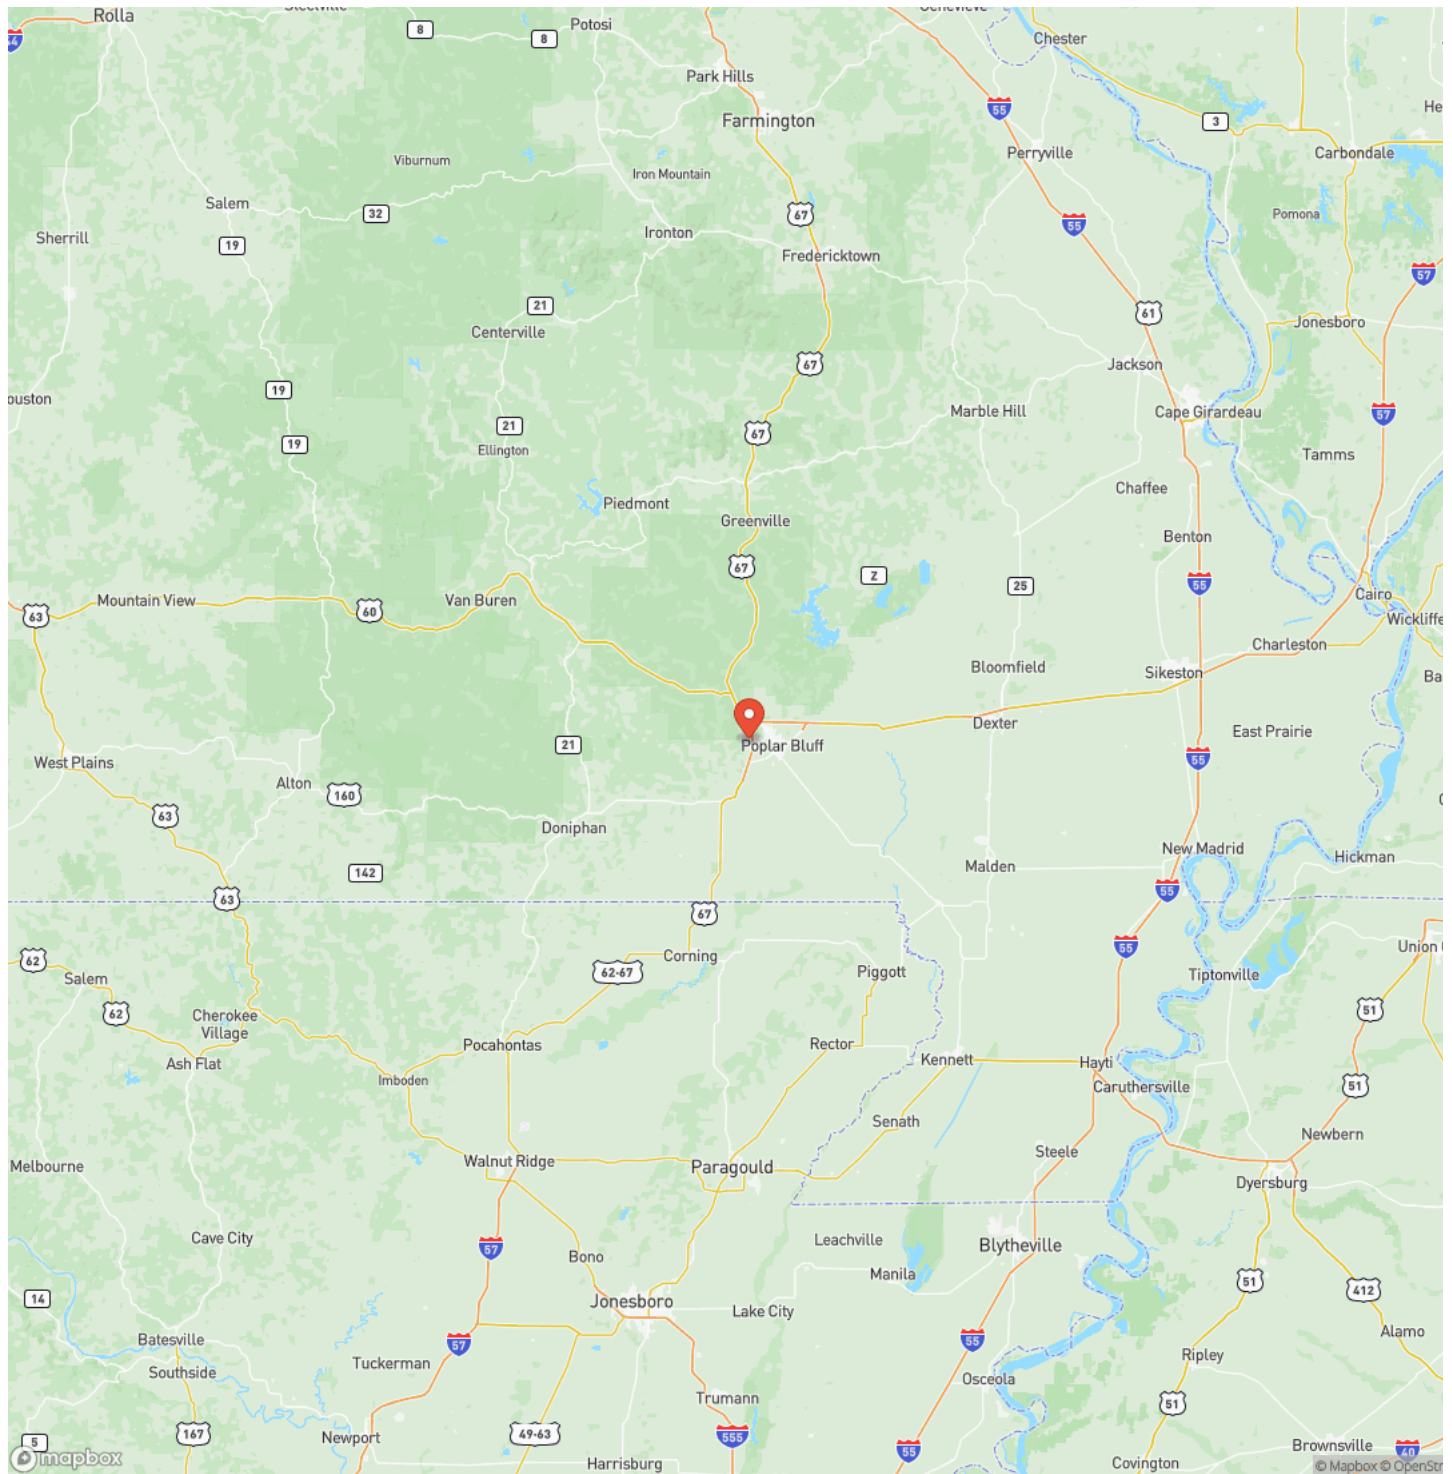 Rolla
Steelville
Potosi
Genevieve
Chester
8
8
44
Park Hills
Farmington
55
3
He
Perryville
Carbondale
Viburnum
Iron Mountain
Salem
32
67
55
Pomona
Sherrill
19
Ironton
Fredericktown
57
21
Centerville
61
Jonesboro
67
Jackson
19
ouston
21
19
67
Marble Hill
Cape Girardeau
57
Ellington
Tamms
Piedmont
Chaffee
Greenville
Benton
67
Z
25
55
63
Mountain View
60
Van Buren
Cairo
Wickliffe
Charleston
Bloomfield
Sikeston
Ba
Dexter
East Prairie
21
Poplar Bluff
55
West Plains
Alton
160
63
Doniphan
New Madrid
Hickman
142
Malden
55
63
67
55
62
Corning
62-67
Piggott
Union
Salem
Tiptonville
62
Cherokee
Village
51
Pocahontas
Rector
Kennett
Hayti
Ash Flat
Imboden
Caruthersville
51
Senath
Newbern
Steele
Melbourne
Walnut Ridge
Paragould
Dyersburg
Cave City
57
Bono
Leachville
Blytheville
Manila
51
412
14
Jonesboro
Lake City
Batesville
57
55
Alamo
Southside
Tuckerman
Ripley
Osceola
Trumann
51
167
49-63
555
5
Newport
55
Brownsville
40
mapbox
Harrisburg
Covington
© Mapbox © OpenStr